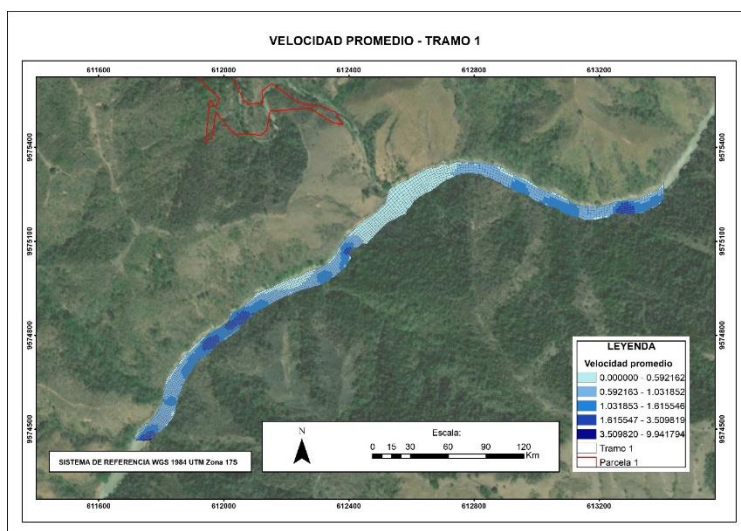 VELOCIDAD PROMEDIO - TRAMO 1
611600 612000 612400 612800 613200
9575400 9575400
9575100 9575100
9574800 9574800
9574500 9574500
LEYENDA
Velocidad promedio
0.000000 - 0.592162
0.592163 - 1.031852
1.031853 - 1.615546
1.615547 - 3.509819
3.509820 - 9.941794
Tramo 1
Parcela 1
N
Escala:
0 15 30 60 90 120
Km
SISTEMA DE REFERENCIA WGS 1984 UTM Zona 17S
611600 612000 612400 612800 613200